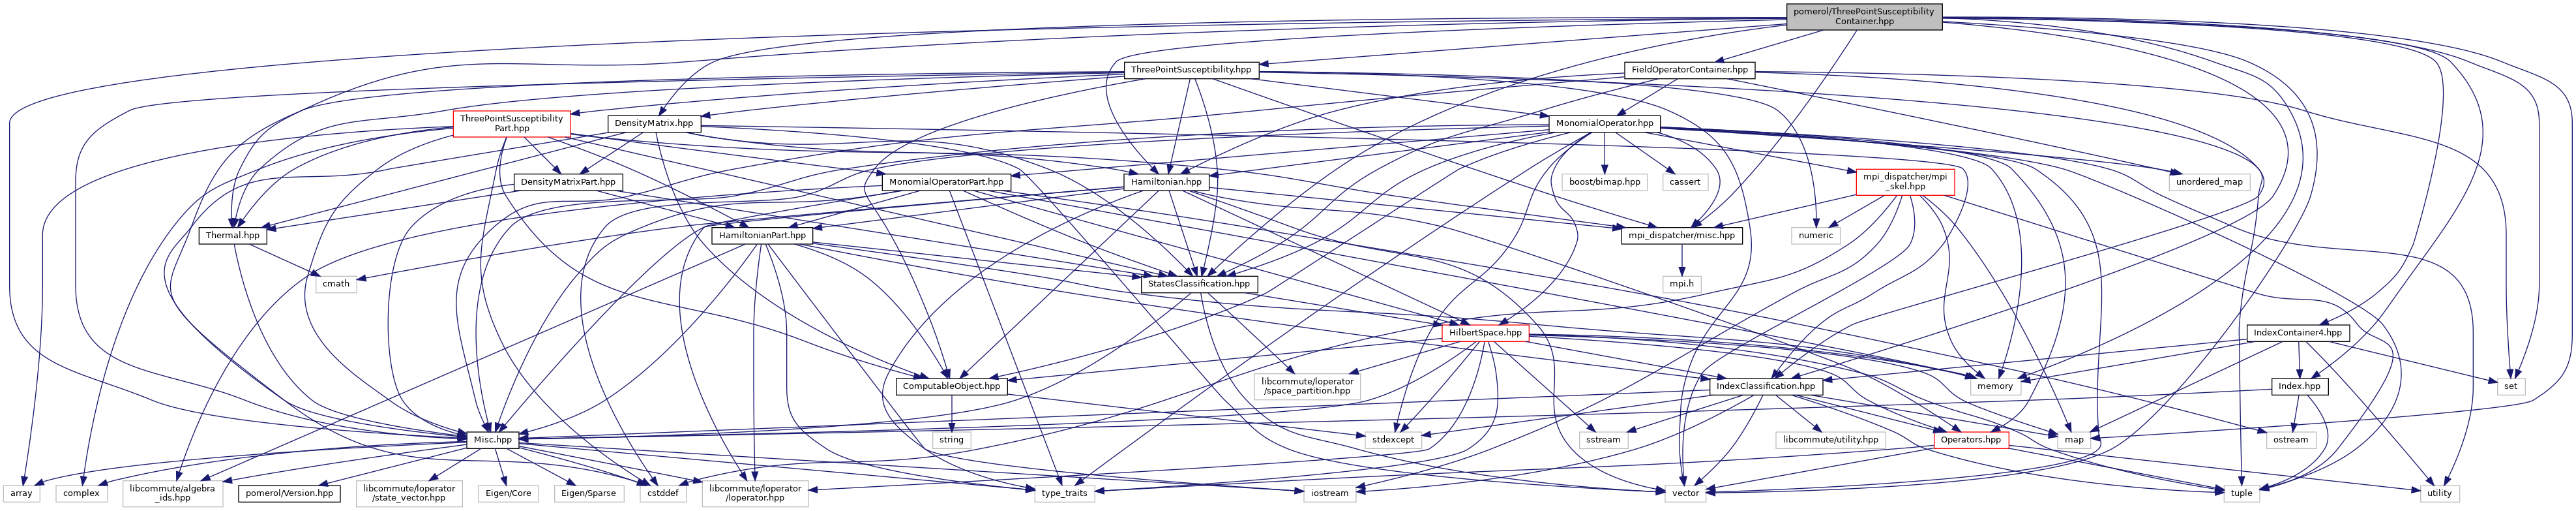 pomerol/ThreePointSusceptibility
Container.hpp
ThreePointSusceptibility.hpp
FieldOperatorContainer.hpp
ThreePointSusceptibility
Part.hpp
DensityMatrix.hpp
MonomialOperator.hpp
DensityMatrixPart.hpp
MonomialOperatorPart.hpp
Hamiltonian.hpp
boost/bimap.hpp
cassert
mpi_dispatcher/mpi
_skel.hpp
unordered_map
Thermal.hpp
HamiltonianPart.hpp
mpi_dispatcher/misc.hpp
numeric
cmath
StatesClassification.hpp
mpi.h
HilbertSpace.hpp
IndexContainer4.hpp
ComputableObject.hpp
libcommute/loperator
/space_partition.hpp
IndexClassification.hpp
memory
Index.hpp
set
Misc.hpp
string
stdexcept
sstream
libcommute/utility.hpp
Operators.hpp
map
ostream
array
complex
libcommute/algebra
_ids.hpp
pomerol/Version.hpp
libcommute/loperator
/state_vector.hpp
Eigen/Core
Eigen/Sparse
cstddef
libcommute/loperator
/loperator.hpp
type_traits
iostream
vector
tuple
utility